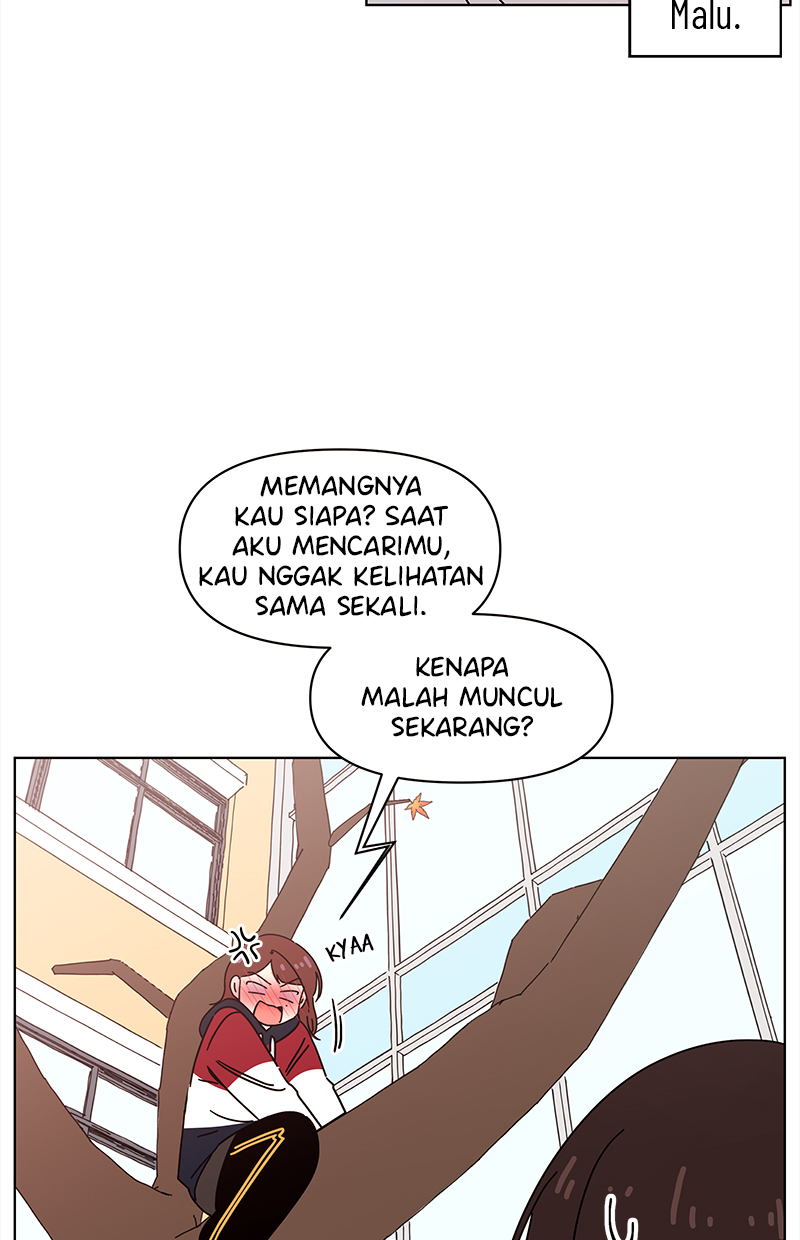 Malu.
MEMANGNYA
KAU SIAPA? SAAT
AKU MENCARIMU,
KAU NGGAK KELIHATAN
SAMA SEKALI.
KENAPA
MALAH MUNCUL
SEKARANG?
KYAA